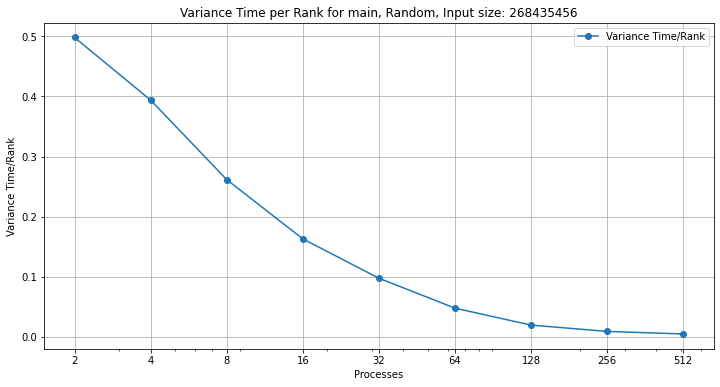 Variance Time per Rank for main, Random, Input size: 268435456
Variance Time/Rank
0.5
0.4
0.3
0.2
0.1
0.0
Variance Time/Rank
2 4 8 16 32 64 128 256 512
Processes